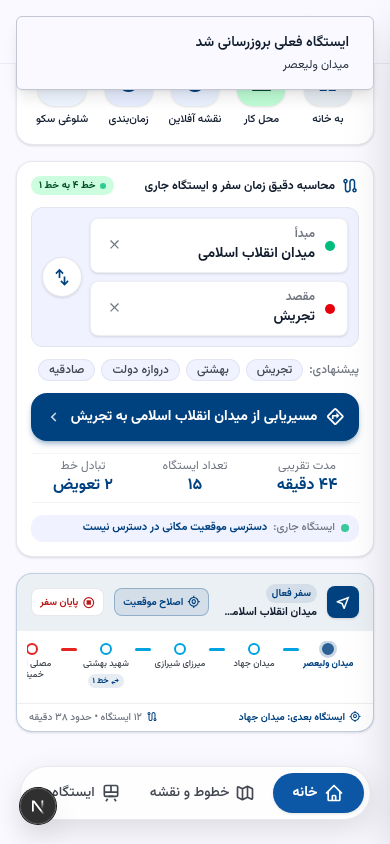 ایستگاه فعلی بروزرسانی شد
میدان ولیعصر
به خانه
محل کار
نقشه آفلاین
زمان‌بندی
شلوغی سکو
محاسبه دقیق زمان سفر و ایستگاه جاری
خط ۴ به خط ۱
مبدأ
میدان انقلاب اسلامی
مقصد
تجریش
پیشنهادی:
تجریش
بهشتی
دروازه دولت
صادقیه
مسیریابی از میدان انقلاب اسلامی به تجریش
مدت تقریبی
تعداد ایستگاه
تبادل خط
۴۴ دقیقه
۱۵
۲ تعویض
ایستگاه جاری: دسترسی موقعیت مکانی در دسترس نیست
سفر فعال
میدان انقلاب اسلامـ...
اصلاح موقعیت
پایان سفر
میدان ولیعصر
میدان جهاد
میرزای شیرازی
شهید بهشتی
مصلی
خط ۱
ایستگاه بعدی: میدان جهاد
۱۲ ایستگاه • حدود ۳۸ دقیقه
خانه
خطوط و نقشه
ایستگاه
N